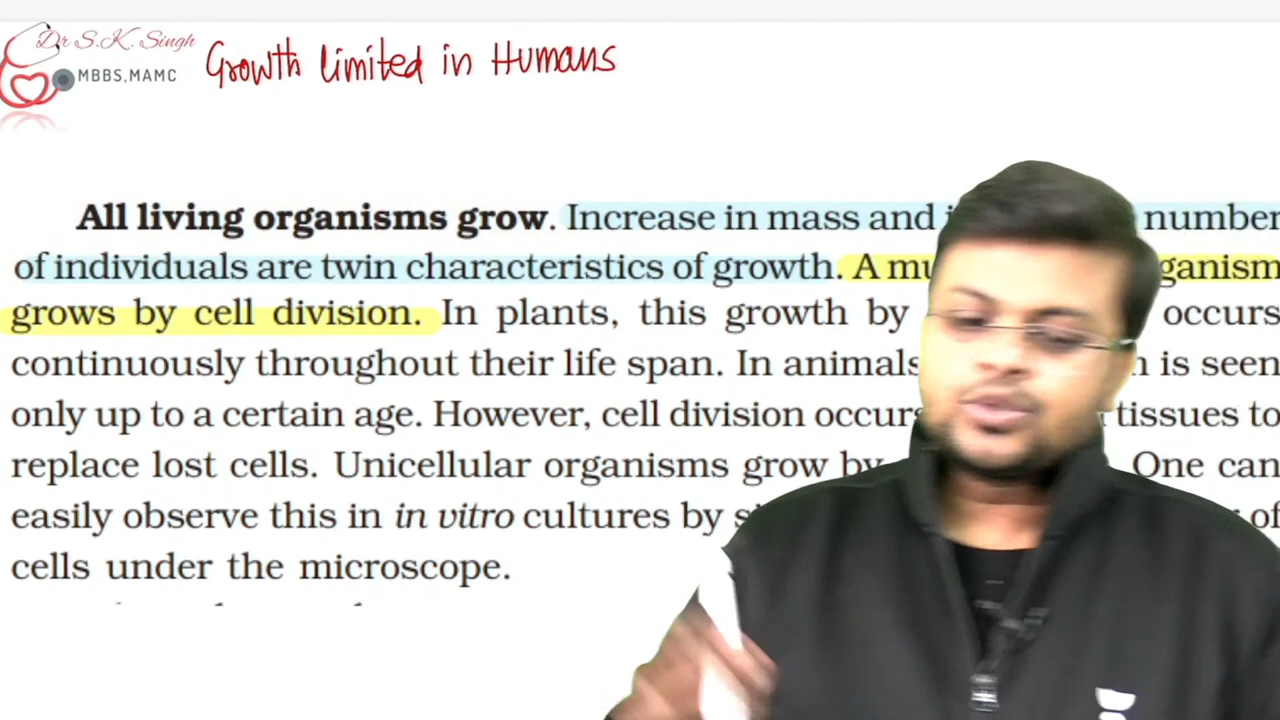 Dr S.K. Singh
MBBS,MAMC
Growth limited in Humans
All living organisms grow. Increase in mass and number
of individuals are twin characteristics of growth. A
grows by cell division. In plants, this growth by occurs
continuously throughout their life span. In animals is seen
only up to a certain age. However, cell division occurs tissues to
replace lost cells. Unicellular organisms grow by One can
easily observe this in in vitro cultures by of
cells under the microscope.